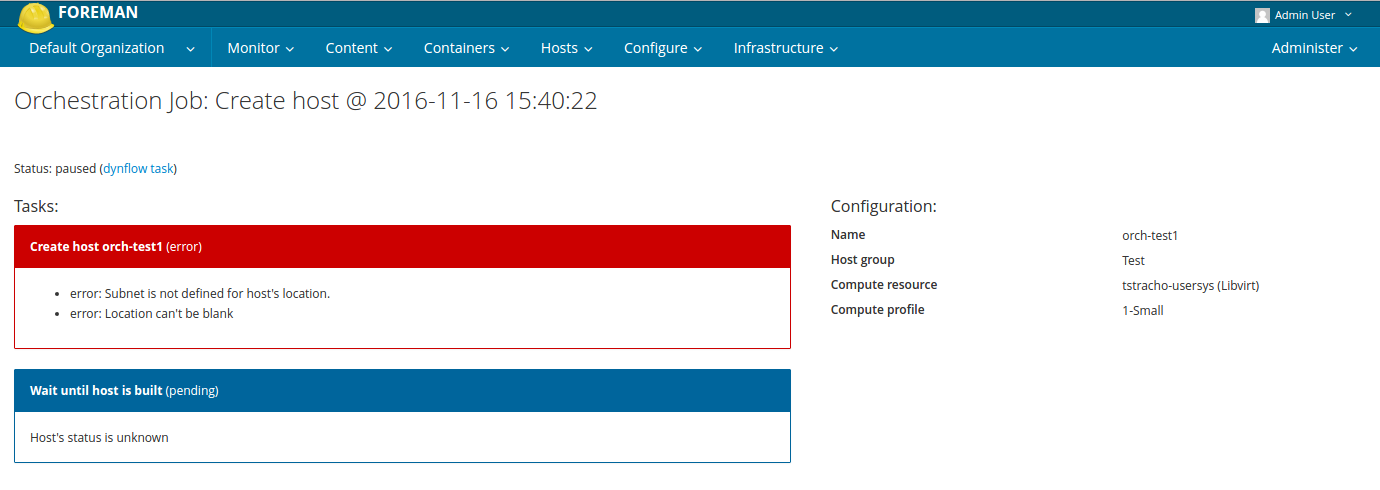 FOREMAN
Admin User
Default Organization Monitor Content Containers Hosts Configure Infrastructure Administer
Orchestration Job: Create host @ 2016-11-16 15:40:22
Status: paused (dynflow task)
Tasks:
Create host orch-test1 (error)
error: Subnet is not defined for host's location.
error: Location can't be blank
Wait until host is built (pending)
Host's status is unknown
Configuration:
Name orch-test1
Host group Test
Compute resource tstracho-usersys (Libvirt)
Compute profile 1-Small